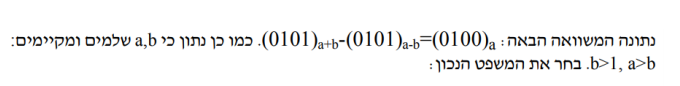 נתונה המשוואה הבאה: (0101)a+b-(0101)a-b=(0100)a. כמו כן נתון כי a,b שלמים ומקיימים:
b>1, a>b. בחר את המשפט הנכון: